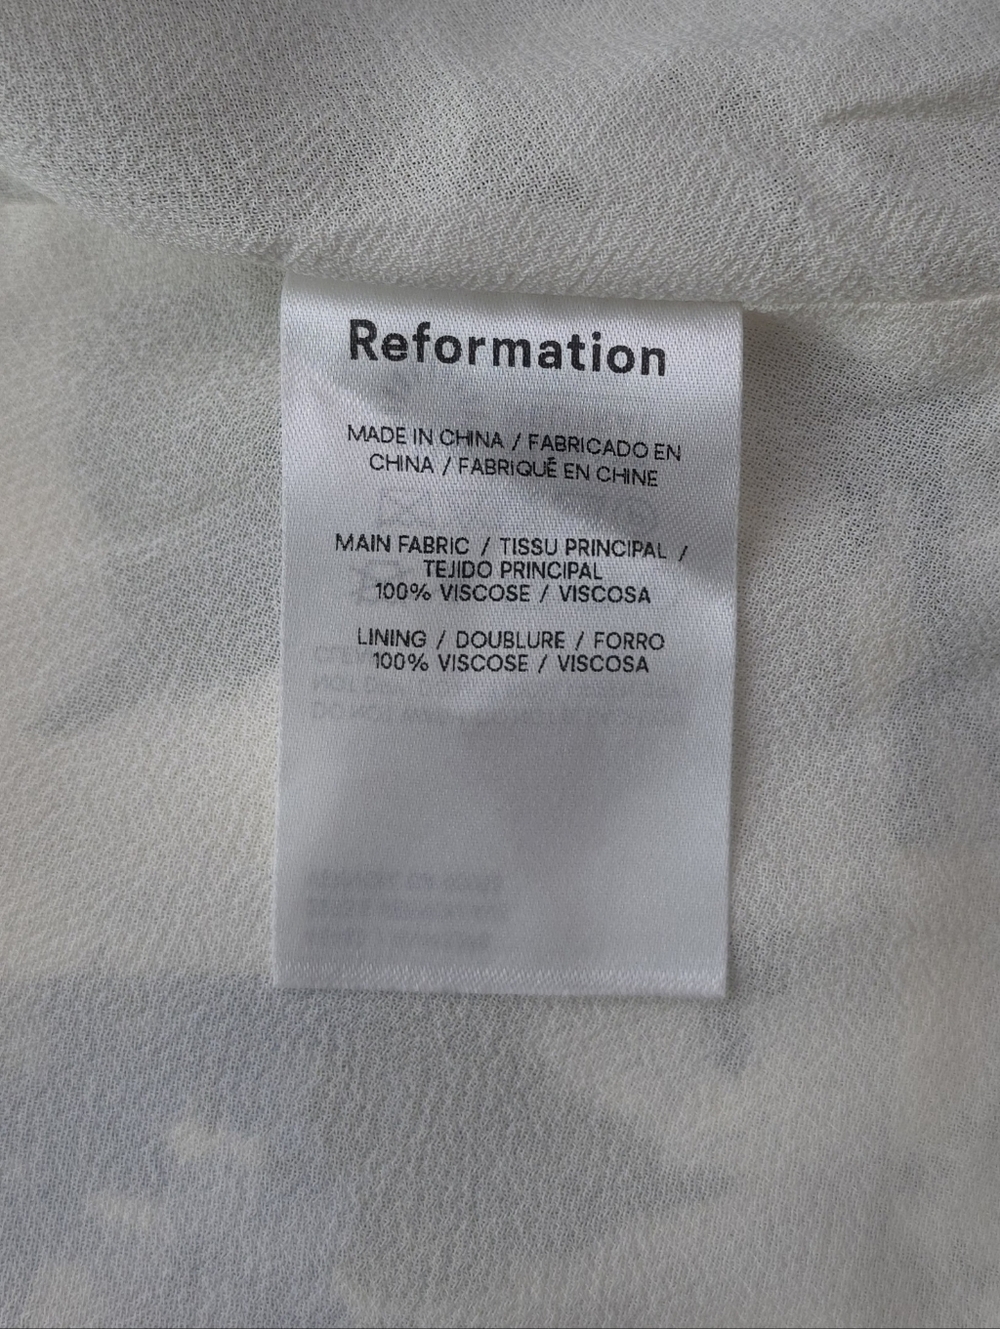 Reformation
MADE IN CHINA / FABRICADO EN
CHINA / FABRIQUÉ EN CHINE
MAIN FABRIC / TISSU PRINCIPAL /
TEJIDO PRINCIPAL
100% VISCOSE / VISCOSA
LINING / DOUBLURE / FORRO
100% VISCOSE / VISCOSA